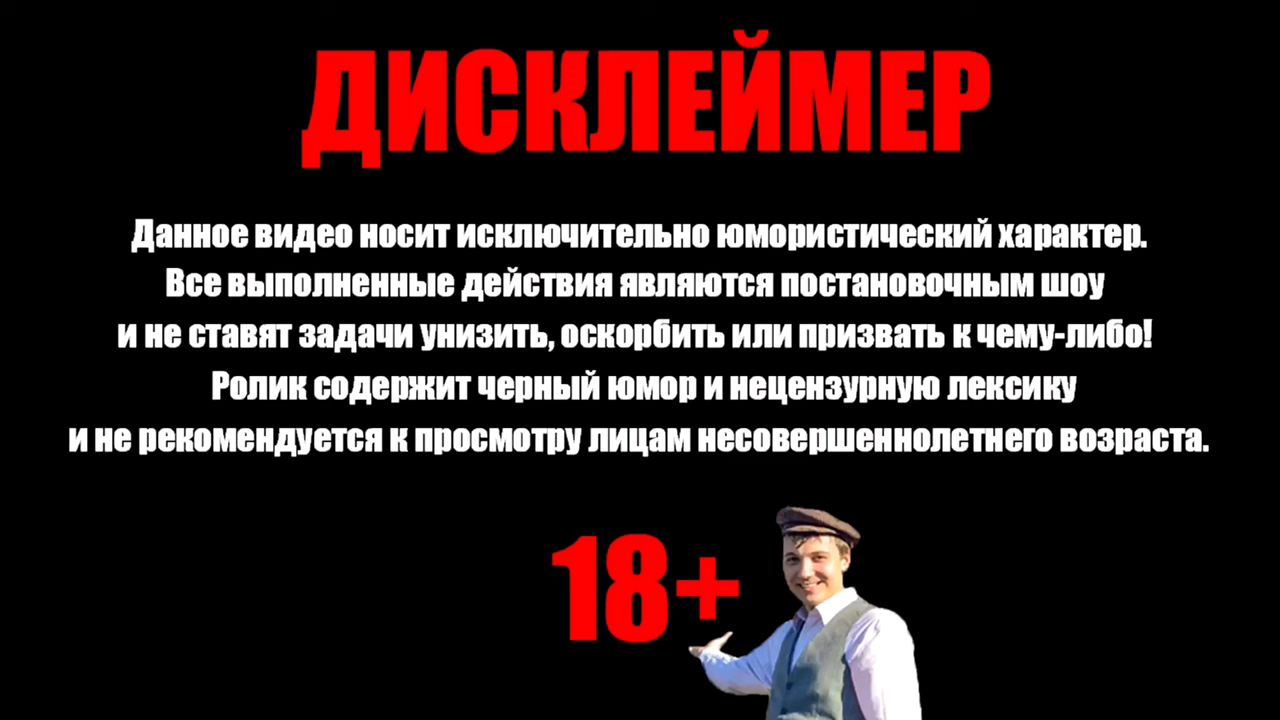 ДИСКЛЕЙМЕР
Данное видео носит исключительно юмористический характер.
Все выполненные действия являются постановочным шоу
и не ставят задачи унизить, оскорбить или призвать к чему-либо!
Ролик содержит черный юмор и нецензурную лексику
и не рекомендуется к просмотру лицам несовершеннолетнего возраста.
18+